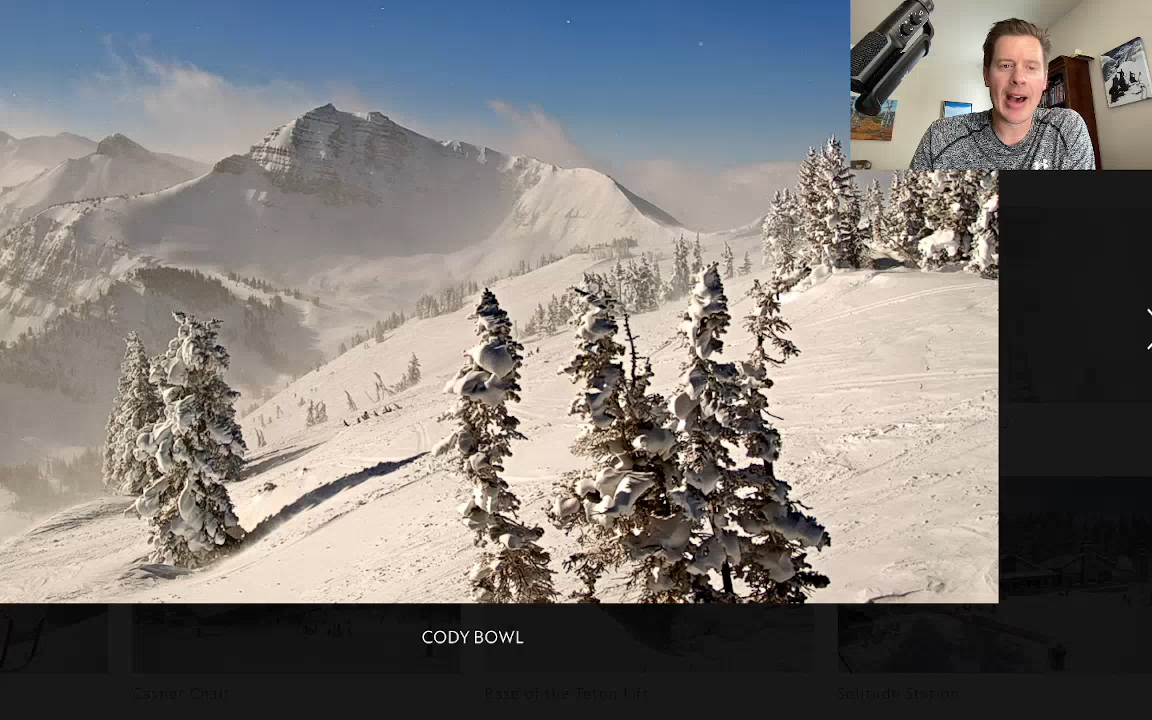 CODY BOWL
Casper Chair
Base of the Teton Lift
Solitude Station